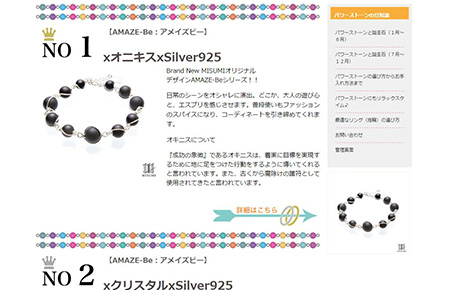 【AMAZE-Be：アメイズビー】
NO 1
xオニキスxSilver925
Brand New MISUMIオリジナル
デザインAMAZE-Beシリーズ！！
日常のシーンをオシャレに演出。どこか、大人の遊び心
と、エスプリを感じさせます。普段使いもファッション
のスパイスになり、コーディネートを引き締めてくれま
す。
オニキスについて
『成功の象徴』であるオニキスは、着実に目標を実現す
るために地に足をつけた行動をするように導いてくれる
と言われています。また、古くから魔除けの護符として
使用されてきたと言われています。
詳細はこちら
【AMAZE-Be：アメイズビー】
NO 2
xクリスタルxSilver925
パワーストーンの豆知識
パワーストーンと誕生石（1月～
6月）
パワーストーンと誕生石（7月～
12月）
パワーストーンの選び方からお手
入れ方法まで
パワーストーンにもリラックスタ
イム♪
最適なリング（指輪）の選び方
お問い合わせ
管理画面